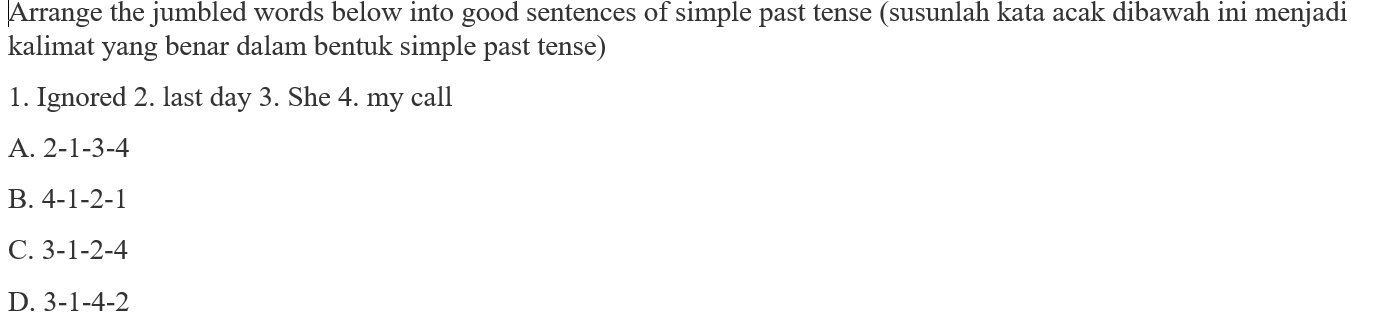 Arrange the jumbled words below into good sentences of simple past tense (susunlah kata acak dibawah ini menjadi
kalimat yang benar dalam bentuk simple past tense)
1. Ignored 2. last day 3. She 4. my call
A. 2-1-3-4
B. 4-1-2-1
C. 3-1-2-4
D. 3-1-4-2